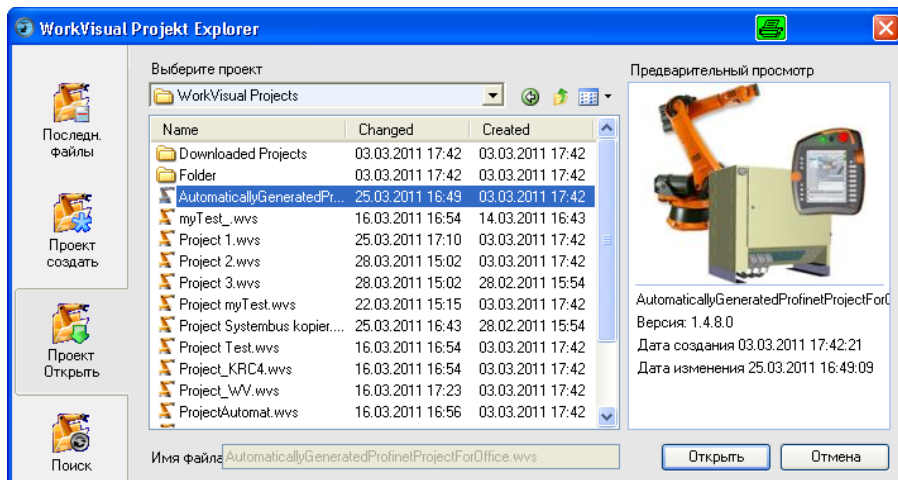 WorkVisual Projekt Explorer
Последн. файлы
Проект создать
Проект Открыть
Поиск
Выберите проект
WorkVisual Projects
Name Changed Created
Downloaded Projects 03.03.2011 17:42 03.03.2011 17:42
Folder 03.03.2011 17:42 03.03.2011 17:42
AutomaticallyGeneratedPr... 25.03.2011 16:49 03.03.2011 17:42
myTest_.wvs 16.03.2011 16:54 14.03.2011 16:43
Project 1.wvs 25.03.2011 17:10 03.03.2011 17:42
Project 2.wvs 28.03.2011 15:02 03.03.2011 17:42
Project 3.wvs 28.03.2011 15:02 28.02.2011 15:54
Project myTest.wvs 22.03.2011 15:15 03.03.2011 17:42
Project Systembus kopier.... 25.03.2011 16:43 28.02.2011 15:54
Project Test.wvs 16.03.2011 16:54 03.03.2011 17:42
Project_KRC4.wvs 16.03.2011 16:54 03.03.2011 17:42
Project_WV.wvs 16.03.2011 17:23 03.03.2011 17:42
ProjectAutomat.wvs 16.03.2011 16:56 03.03.2011 17:42
Имя файла AutomaticallyGeneratedProfinetProjectForOffice.wvs
Предварительный просмотр
AutomaticallyGeneratedProfinetProjectForO
Версия: 1.4.8.0
Дата создания 03.03.2011 17:42:21
Дата изменения 25.03.2011 16:49:09
Открыть
Отмена